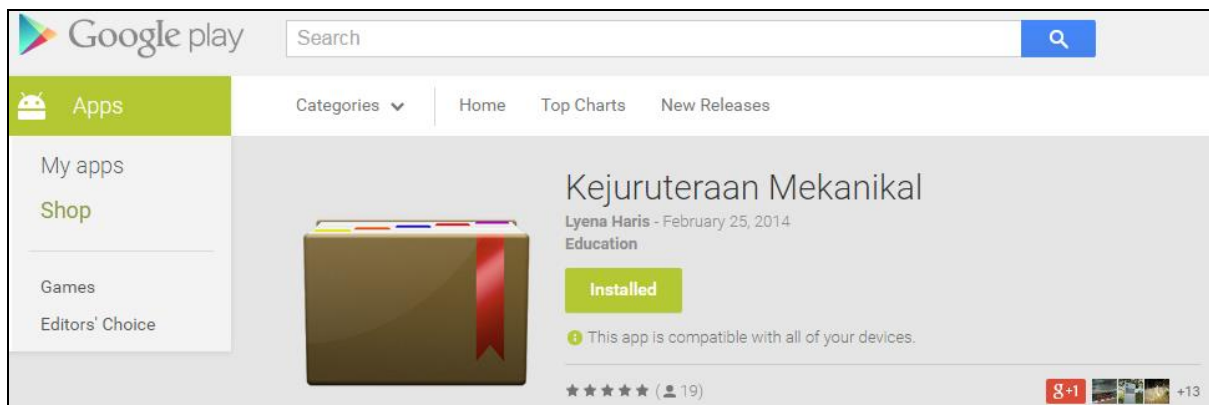 Google play
Search
Apps
Categories Home Top Charts New Releases
My apps
Shop
Games
Editors' Choice
Kejuruteraan Mekanikal
Lyena Haris - February 25, 2014
Education
Installed
This app is compatible with all of your devices.
(19)
g+1 +13